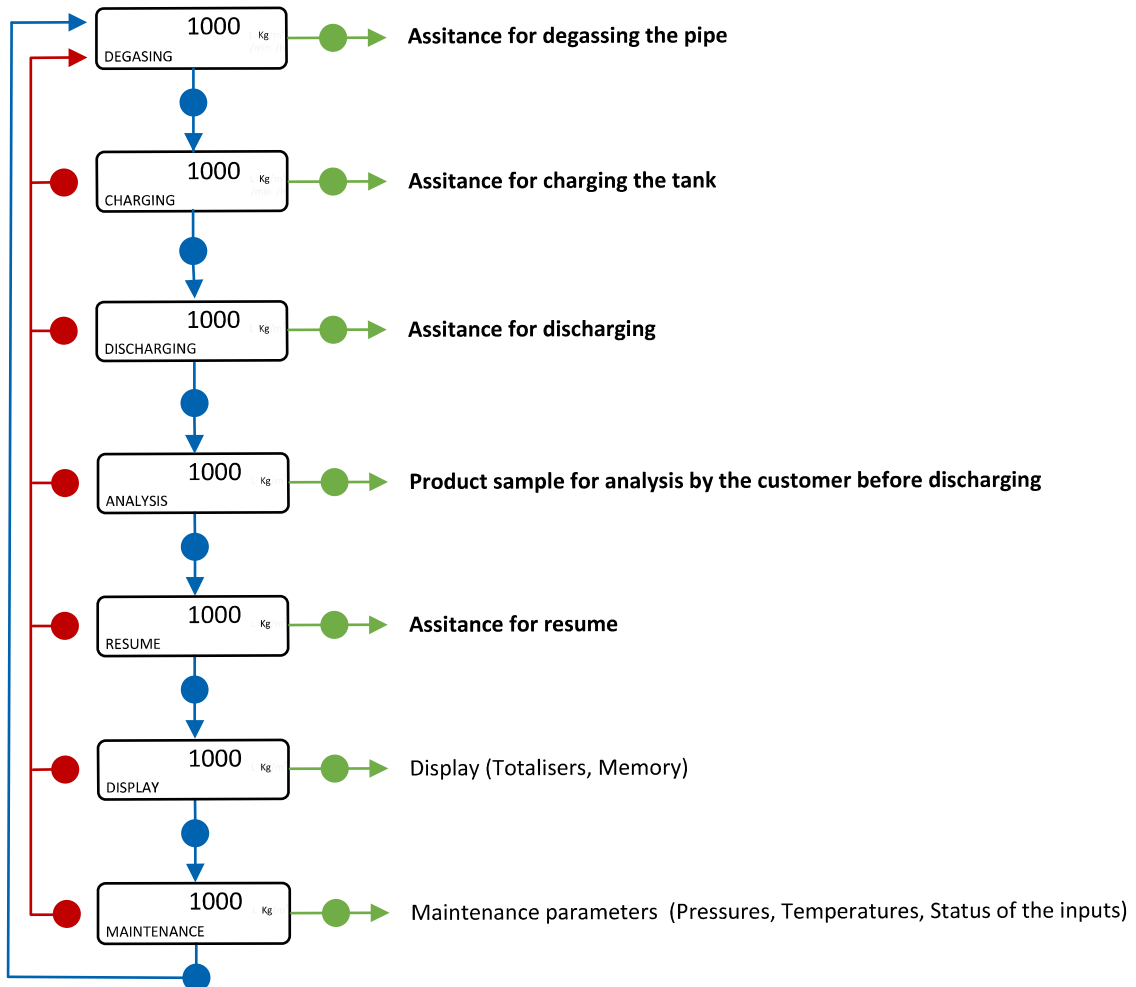 1000 Kg
DEGASING
Assitance for degassing the pipe
1000 Kg
CHARGING
Assitance for charging the tank
1000 Kg
DISCHARGING
Assitance for discharging
1000 Kg
ANALYSIS
Product sample for analysis by the customer before discharging
1000 Kg
RESUME
Assitance for resume
1000 Kg
DISPLAY
Display (Totalisers, Memory)
1000 Kg
MAINTENANCE
Maintenance parameters (Pressures, Temperatures, Status of the inputs)